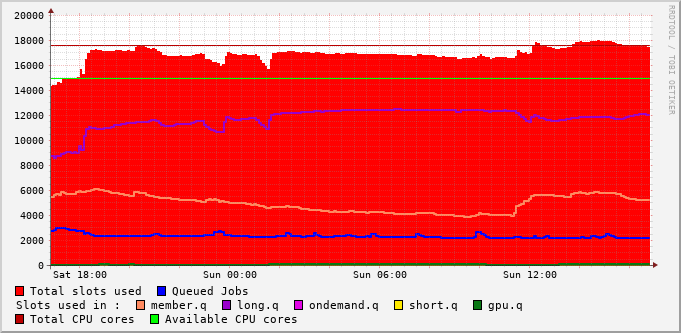 20000
18000
16000
14000
12000
10000
8000
6000
4000
2000
0
Sat 18:00 Sun 00:00 Sun 06:00 Sun 12:00
RRDTOOL / TOBI OETIKER
Total slots used Queued Jobs
Slots used in : member.q long.q ondemand.q short.q gpu.q
Total CPU cores Available CPU cores